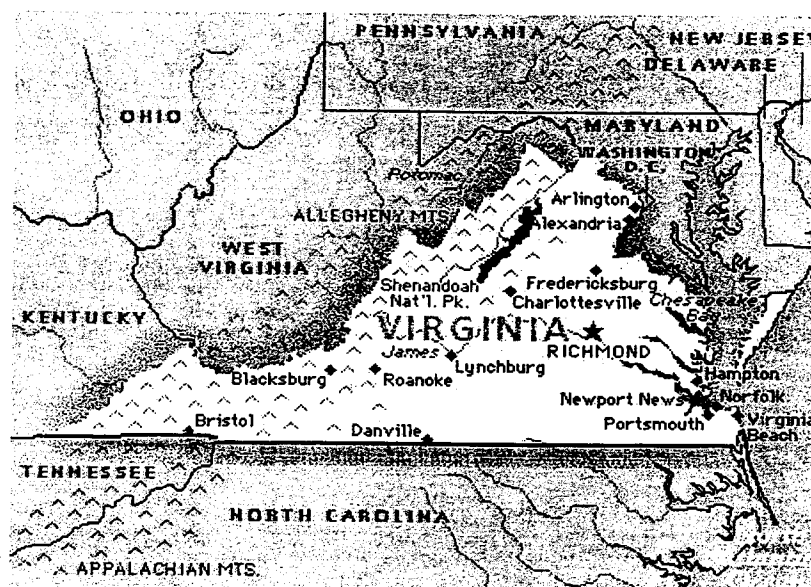 PENNSYLVANIA
NEW JERSEY
DELAWARE
OHIO
MARYLAND
WASHINGTON
D.C.
Potomac
Arlington
Alexandria
ALLEGHENY MTS.
WEST
VIRGINIA
Shenandoah
Nat'l. Pk.
Fredericksburg
Charlottesville
Chesapeake
Bay
KENTUCKY
VIRGINIA
James
RICHMOND
Lynchburg
Blacksburg
Roanoke
Hampton
Newport News
Norfolk
Portsmouth
Virginia
Beach
Bristol
Danville
TENNESSEE
NORTH CAROLINA
APPALACHIAN MTS.